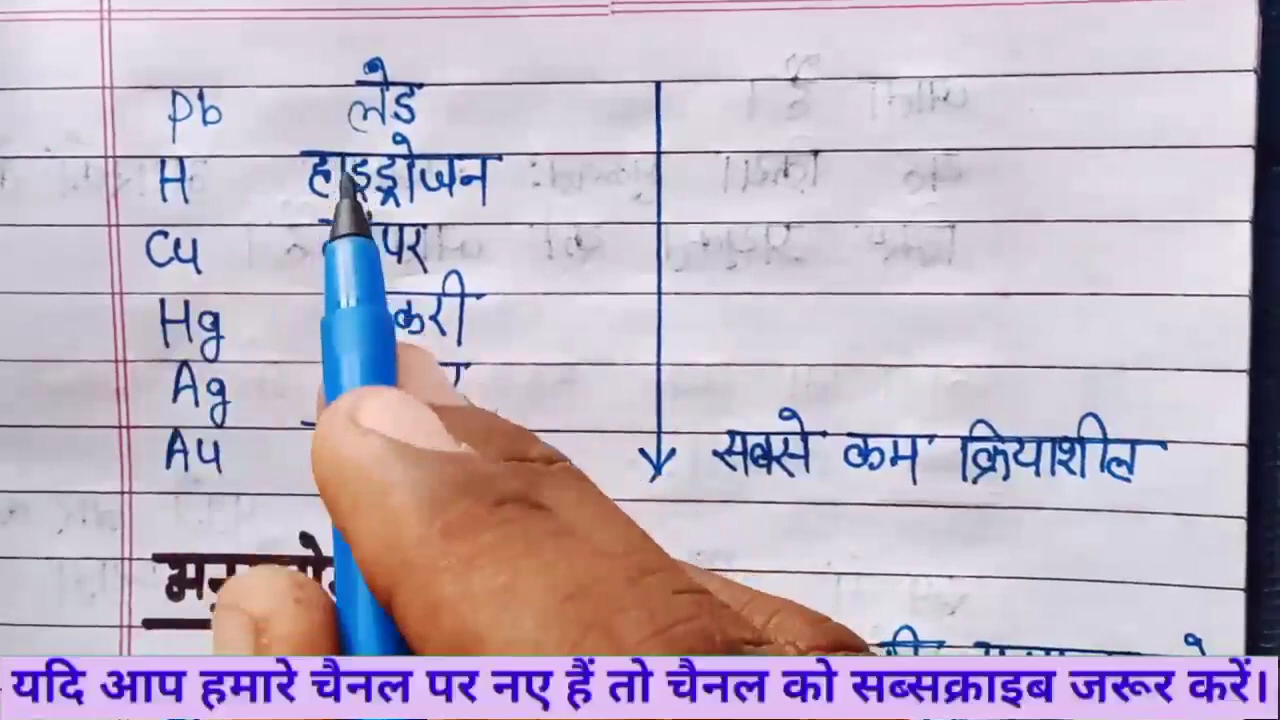 Pb लेड
H हाइड्रोजन
Cu
Hg
Ag
Au
सबसे कम क्रियाशील
यदि आप हमारे चैनल पर नए हैं तो चैनल को सब्सक्राइब जरूर करें।